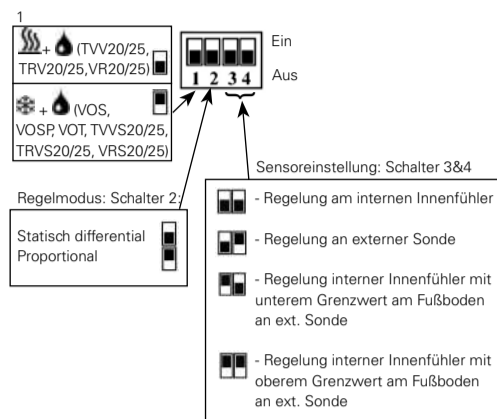 1
+ (TVV20/25,
TRV20/25,VR20/25)
+ (VOS,
VOSP, VOT, TVVS20/25,
TRVS20/25, VRS20/25)
1 2 3 4
Ein
Aus
Regelmodus: Schalter 2:
Statisch differential
Proportional
Sensoreinstellung: Schalter 3&4
- Regelung am internen Innenfühler
- Regelung an externer Sonde
- Regelung interner Innenfühler mit
unterem Grenzwert am Fußboden
an ext. Sonde
- Regelung interner Innenfühler mit
oberem Grenzwert am Fußboden
an ext. Sonde